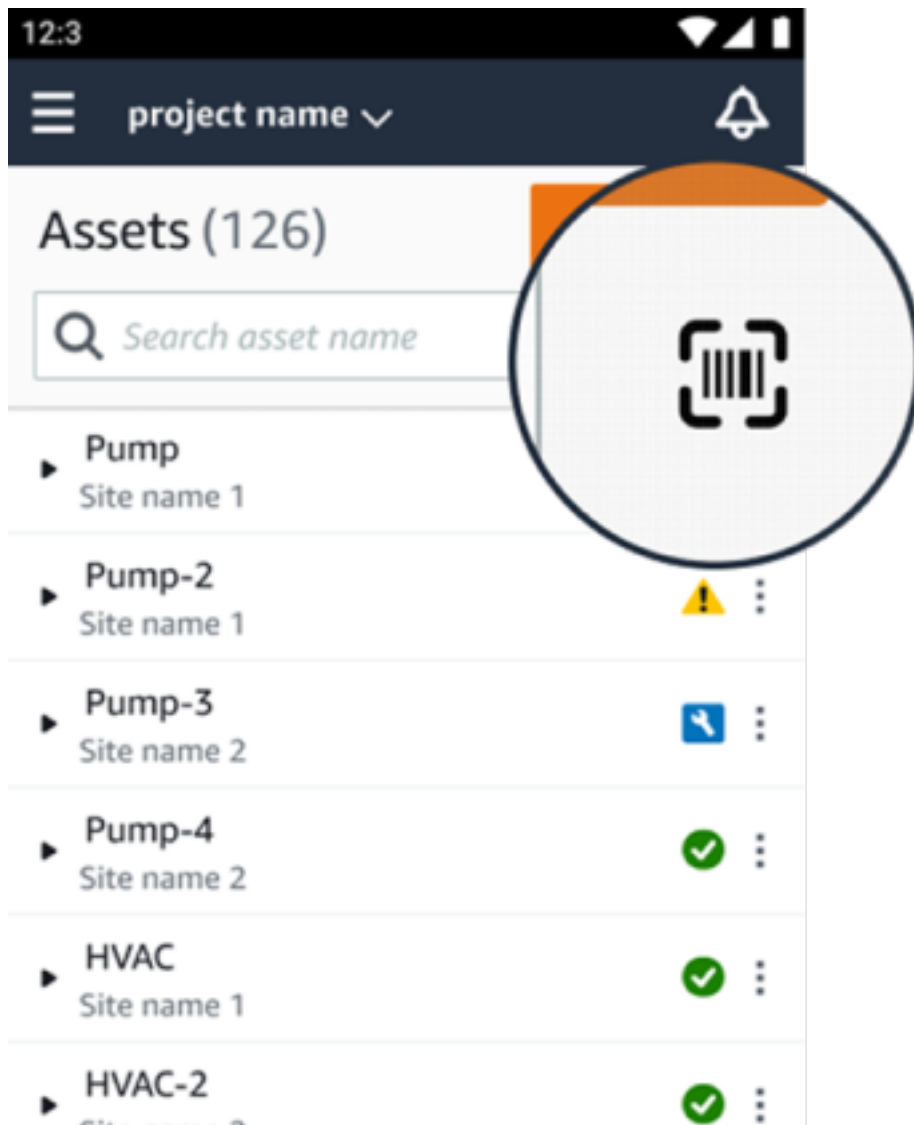 12:3
project name
Assets (126)
Search asset name
Pump
Site name 1
Pump-2
Site name 1
Pump-3
Site name 2
Pump-4
Site name 2
HVAC
Site name 1
HVAC-2